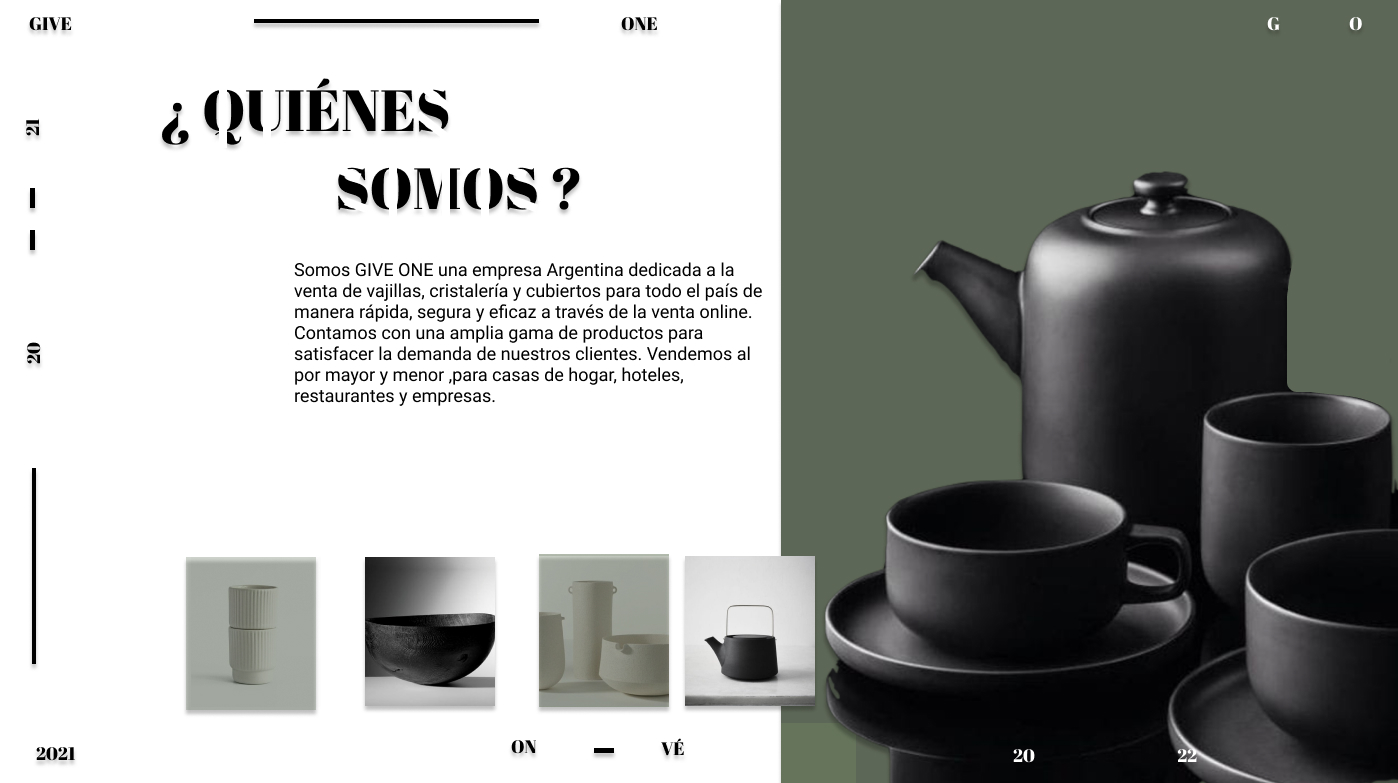 GIVE ONE G O
21
20
¿ QUIÉNES
SOMOS ?
Somos GIVE ONE una empresa Argentina dedicada a la
venta de vajillas, cristalería y cubiertos para todo el país de
manera rápida, segura y eficaz a través de la venta online.
Contamos con una amplia gama de productos para
satisfacer la demanda de nuestros clientes. Vendemos al
por mayor y menor ,para casas de hogar, hoteles,
restaurantes y empresas.
2021 ON VÉ 20 22